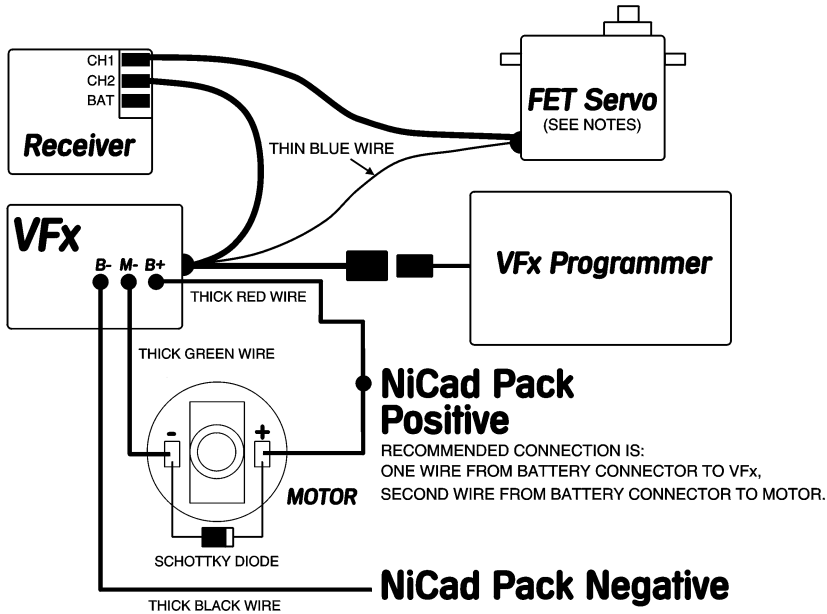 CH1
CH2
BAT
Receiver
FET Servo
(SEE NOTES)
THIN BLUE WIRE
VFx
B- M- B+
VFx Programmer
THICK RED WIRE
THICK GREEN WIRE
NiCad Pack
Positive
RECOMMENDED CONNECTION IS:
ONE WIRE FROM BATTERY CONNECTOR TO VFx,
SECOND WIRE FROM BATTERY CONNECTOR TO MOTOR.
- +
MOTOR
SCHOTTKY DIODE
NiCad Pack Negative
THICK BLACK WIRE